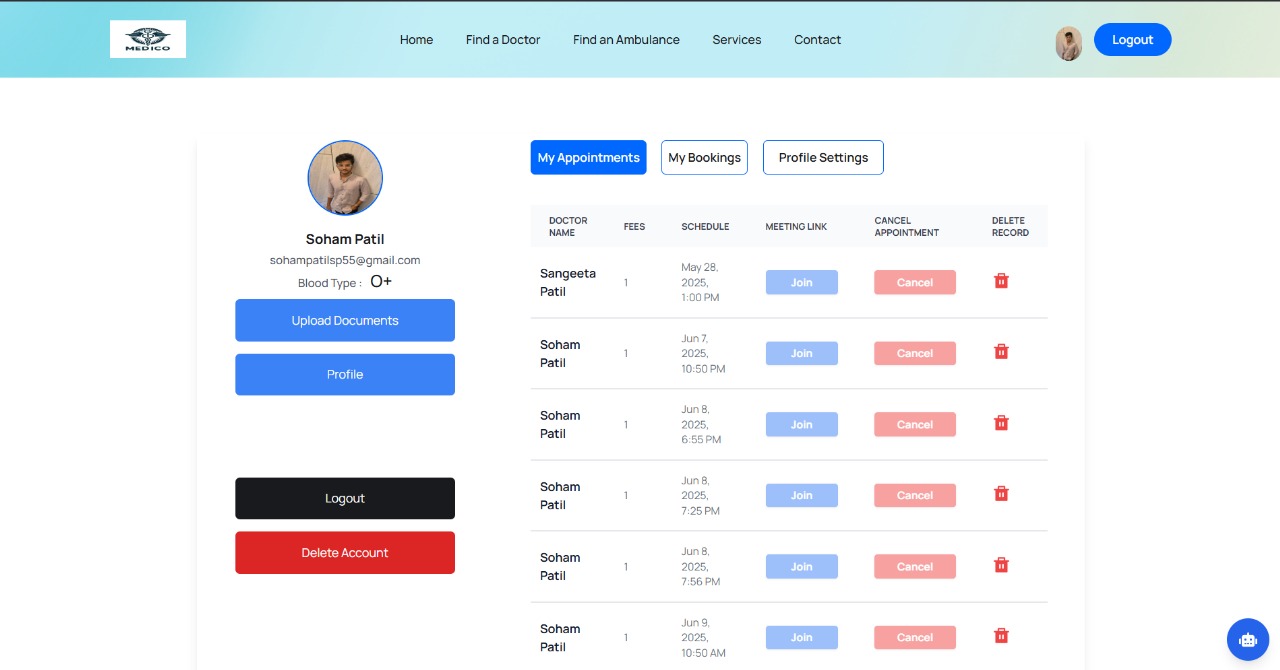 MEDICO
Home Find a Doctor Find an Ambulance Services Contact
Logout
Soham Patil
sohampatilsp55@gmail.com
Blood Type : O+
Upload Documents
Profile
Logout
Delete Account
My Appointments My Bookings Profile Settings
DOCTOR NAME FEES SCHEDULE MEETING LINK CANCEL APPOINTMENT DELETE RECORD
Sangeeta Patil 1 May 28, 2025, 1:00 PM Join Cancel
Soham Patil 1 Jun 7, 2025, 10:50 PM Join Cancel
Soham Patil 1 Jun 8, 2025, 6:55 PM Join Cancel
Soham Patil 1 Jun 8, 2025, 7:25 PM Join Cancel
Soham Patil 1 Jun 8, 2025, 7:56 PM Join Cancel
Soham Patil 1 Jun 9, 2025, 10:50 AM Join Cancel